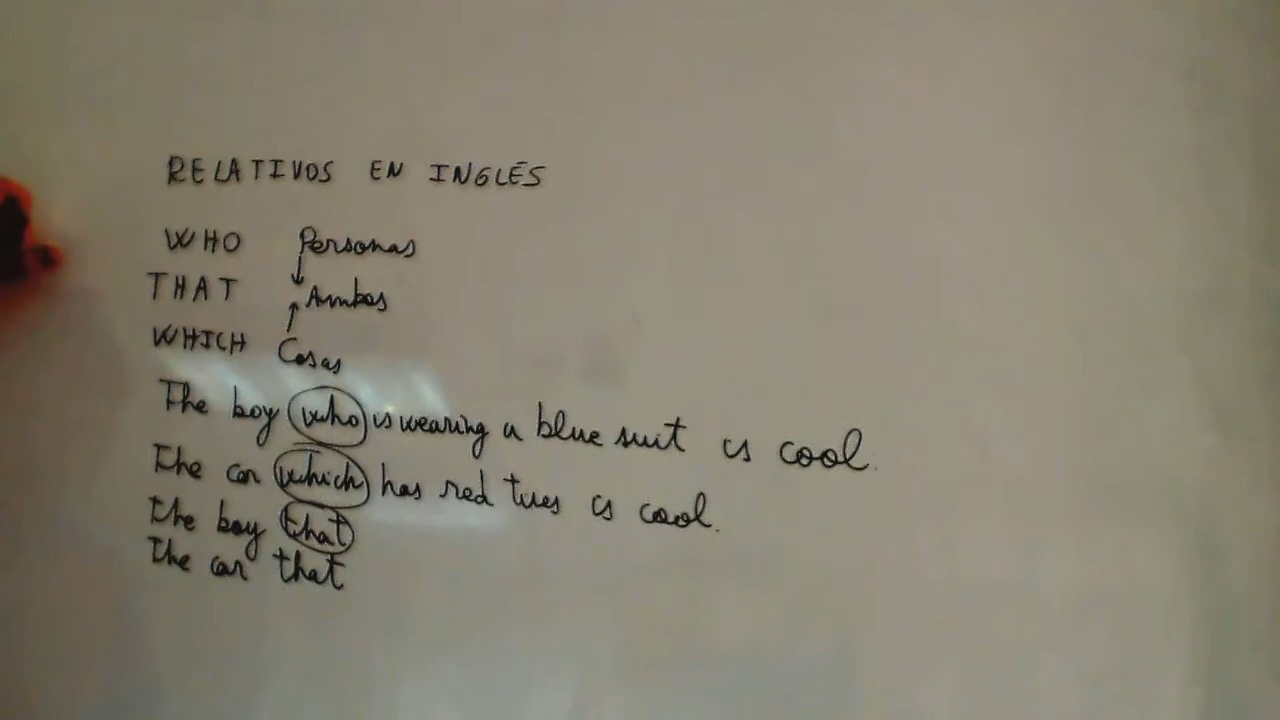 RELATIVOS EN INGLÉS
WHO Personas
THAT Ambos
WHICH Cosas
The boy who is wearing a blue suit is cool.
The car which has red tires is cool.
the boy that
the car that